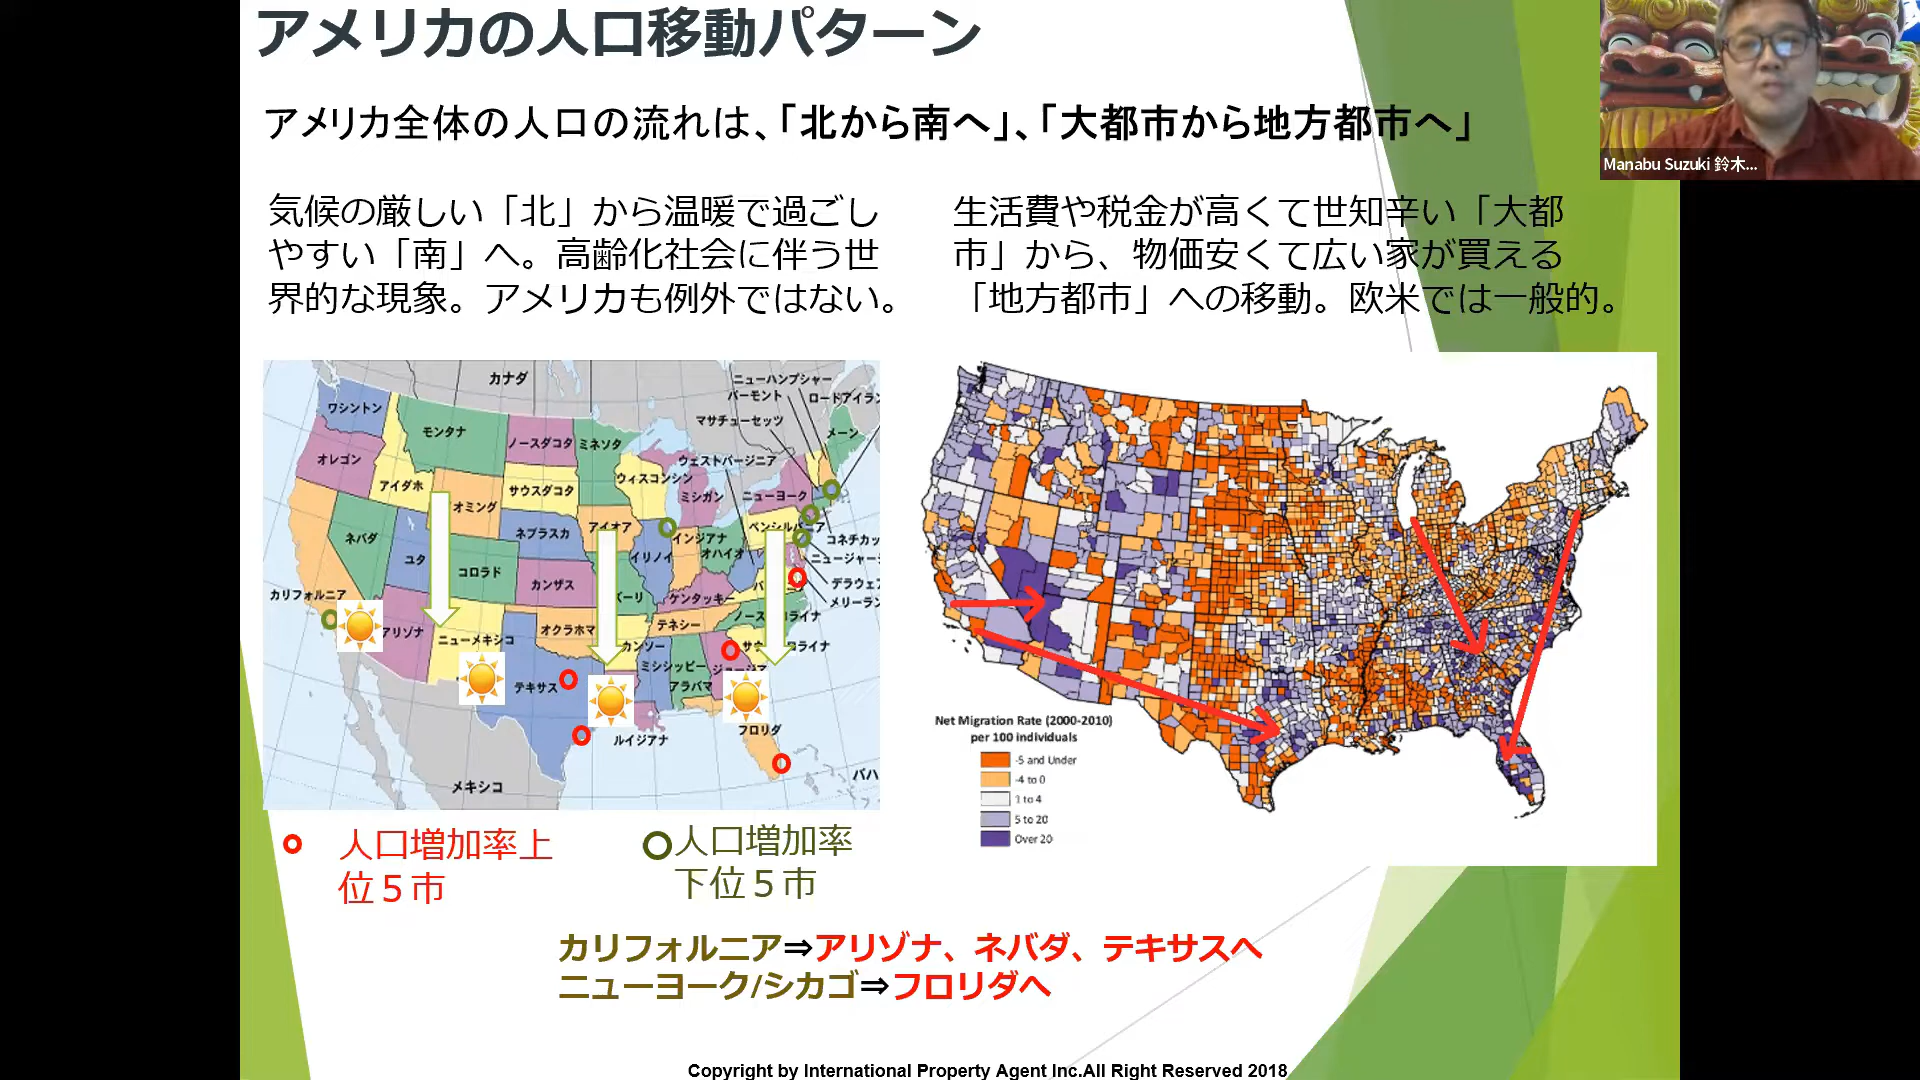 アメリカの人口移動パターン
Manabu Suzuki 鈴木...
アメリカ全体の人口の流れは、「北から南へ」、「大都市から地方都市へ」
気候の厳しい「北」から温暖で過ごし
やすい「南」へ。高齢化社会に伴う世
界的な現象。アメリカも例外ではない。
生活費や税金が高くて世知辛い「大都
市」から、物価安くて広い家が買える
「地方都市」への移動。欧米では一般的。
カナダ
ニューハンプシャー
バーモント
ロードアイラン
マサチューセッツ
ワシントン
モンタナ
ノースダコタ
ミネソタ
メーン
オレゴン
ウェストバージニア
アイダホ
サウスダコタ
ウィスコンシン
ミシガン
ニューヨーク
オミング
ネブラスカ
アイオア
ペンシルバニア
ネバダ
ユタ
コロラド
カンザス
イリノイ
インジアナ
オハイオ
コネチカッ
ニュージャー
デラウェア
メリーラン
カリフォルニア
ーリ
ケンタッキー
アリゾナ
ニューメキシコ
オクラホマ
テネシー
ノース
ライナ
カンソー
サウ
ロライナ
テキサス
ミシシッピー
アラバマ
ジョージア
ルイジアナ
フロリダ
メキシコ
バハ
Net Migration Rate (2000-2010)
per 100 individuals
-5 and Under
-4 to 0
1 to 4
5 to 20
Over 20
人口増加率上
位５市
人口増加率
下位５市
カリフォルニア⇒アリゾナ、ネバダ、テキサスへ
ニューヨーク/シカゴ⇒フロリダへ
Copyright by International Property Agent Inc.All Right Reserved 2018